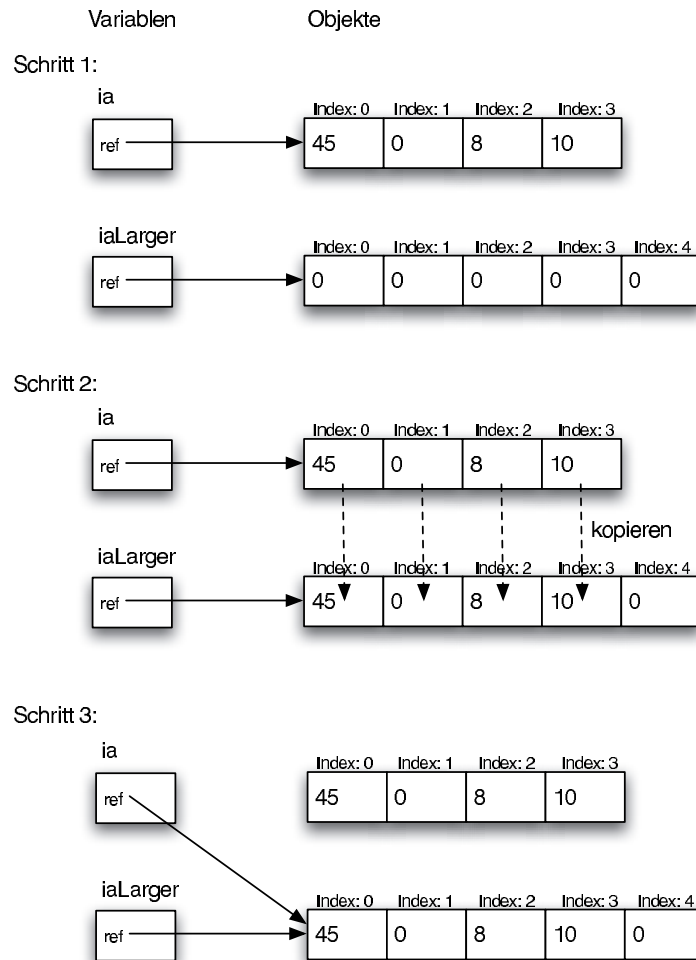 Variablen Objekte
Schritt 1:
ia
Index: 0 Index: 1 Index: 2 Index: 3
ref 45 0 8 10
iaLarger
Index: 0 Index: 1 Index: 2 Index: 3 Index: 4
ref 0 0 0 0 0
Schritt 2:
ia
Index: 0 Index: 1 Index: 2 Index: 3
ref 45 0 8 10
kopieren
iaLarger
Index: 0 Index: 1 Index: 2 Index: 3 Index: 4
ref 45 0 8 10 0
Schritt 3:
ia
Index: 0 Index: 1 Index: 2 Index: 3
ref 45 0 8 10
iaLarger
Index: 0 Index: 1 Index: 2 Index: 3 Index: 4
ref 45 0 8 10 0